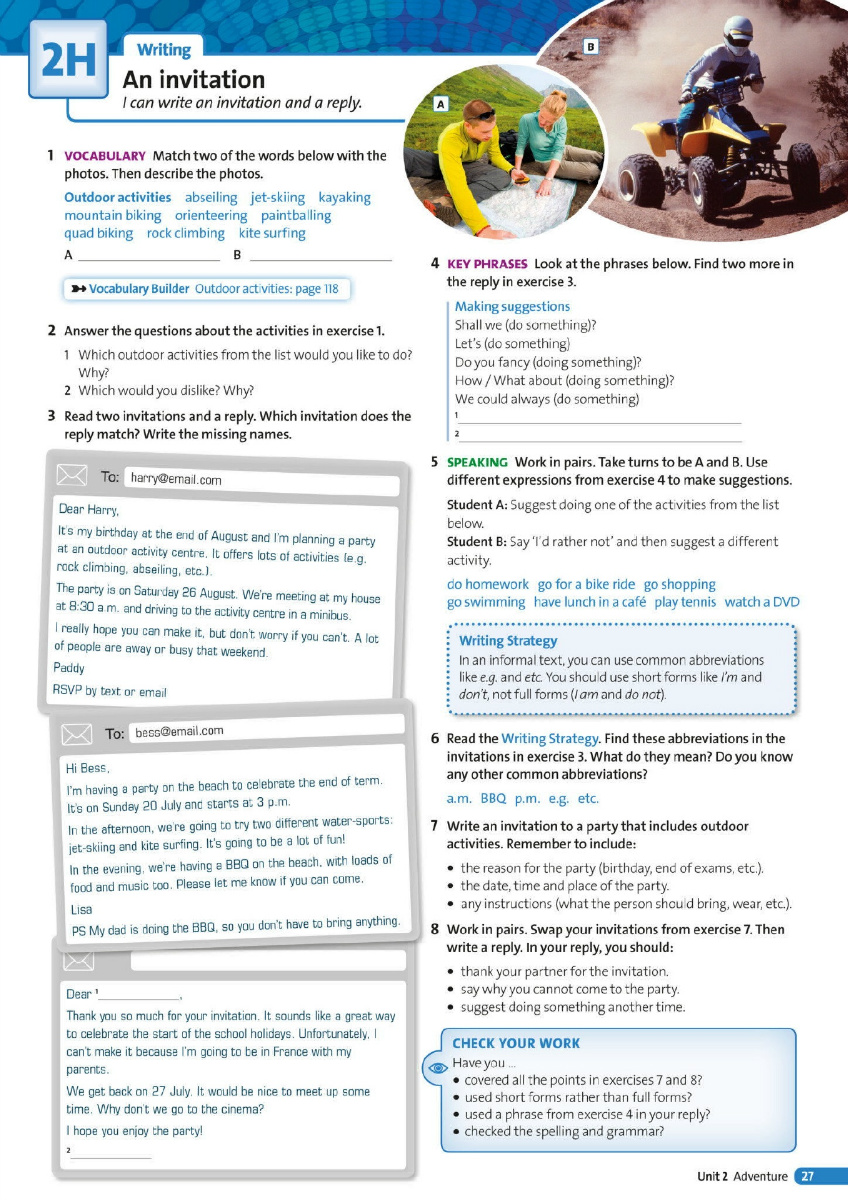 2H
Writing
An invitation
I can write an invitation and a reply.
A
B
1 VOCABULARY Match two of the words below with the
photos. Then describe the photos.
Outdoor activities abseiling jet-skiing kayaking
mountain biking orienteering paintballing
quad biking rock climbing kite surfing
A ____________________ B ____________________
Vocabulary Builder Outdoor activities: page 118
2 Answer the questions about the activities in exercise 1.
1 Which outdoor activities from the list would you like to do?
Why?
2 Which would you dislike? Why?
3 Read two invitations and a reply. Which invitation does the
reply match? Write the missing names.
To: harry@email.com
Dear Harry,
It's my birthday at the end of August and I'm planning a party
at an outdoor activity centre. It offers lots of activities (e.g.
rock climbing, abseiling, etc.).
The party is on Saturday 26 August. We're meeting at my house
at 8:30 a.m. and driving to the activity centre in a minibus.
I really hope you can make it, but don't worry if you can't. A lot
of people are away or busy that weekend.
Paddy
RSVP by text or email
To: bess@email.com
Hi Bess,
I'm having a party on the beach to celebrate the end of term.
It's on Sunday 20 July and starts at 3 p.m.
In the afternoon, we're going to try two different water-sports:
jet-skiing and kite surfing. It's going to be a lot of fun!
In the evening, we're having a BBQ on the beach, with loads of
food and music too. Please let me know if you can come.
Lisa
PS My dad is doing the BBQ, so you don't have to bring anything.
Dear 1____________,
Thank you so much for your invitation. It sounds like a great way
to celebrate the start of the school holidays. Unfortunately, I
can't make it because I'm going to be in France with my
parents.
We get back on 27 July. It would be nice to meet up some
time. Why don't we go to the cinema?
I hope you enjoy the party!
2____________
4 KEY PHRASES Look at the phrases below. Find two more in
the reply in exercise 3.
Making suggestions
Shall we (do something)?
Let's (do something)
Do you fancy (doing something)?
How / What about (doing something)?
We could always (do something)
1 ____________________
2 ____________________
5 SPEAKING Work in pairs. Take turns to be A and B. Use
different expressions from exercise 4 to make suggestions.
Student A: Suggest doing one of the activities from the list
below.
Student B: Say 'I'd rather not' and then suggest a different
activity.
do homework go for a bike ride go shopping
go swimming have lunch in a café play tennis watch a DVD
Writing Strategy
In an informal text, you can use common abbreviations
like e.g. and etc. You should use short forms like I'm and
don't, not full forms (I am and do not).
6 Read the Writing Strategy. Find these abbreviations in the
invitations in exercise 3. What do they mean? Do you know
any other common abbreviations?
a.m. BBQ p.m. e.g. etc.
7 Write an invitation to a party that includes outdoor
activities. Remember to include:
• the reason for the party (birthday, end of exams, etc.).
• the date, time and place of the party.
• any instructions (what the person should bring, wear, etc.).
8 Work in pairs. Swap your invitations from exercise 7. Then
write a reply. In your reply, you should:
• thank your partner for the invitation.
• say why you cannot come to the party.
• suggest doing something another time.
CHECK YOUR WORK
Have you ...
• covered all the points in exercises 7 and 8?
• used short forms rather than full forms?
• used a phrase from exercise 4 in your reply?
• checked the spelling and grammar?
Unit 2 Adventure 27